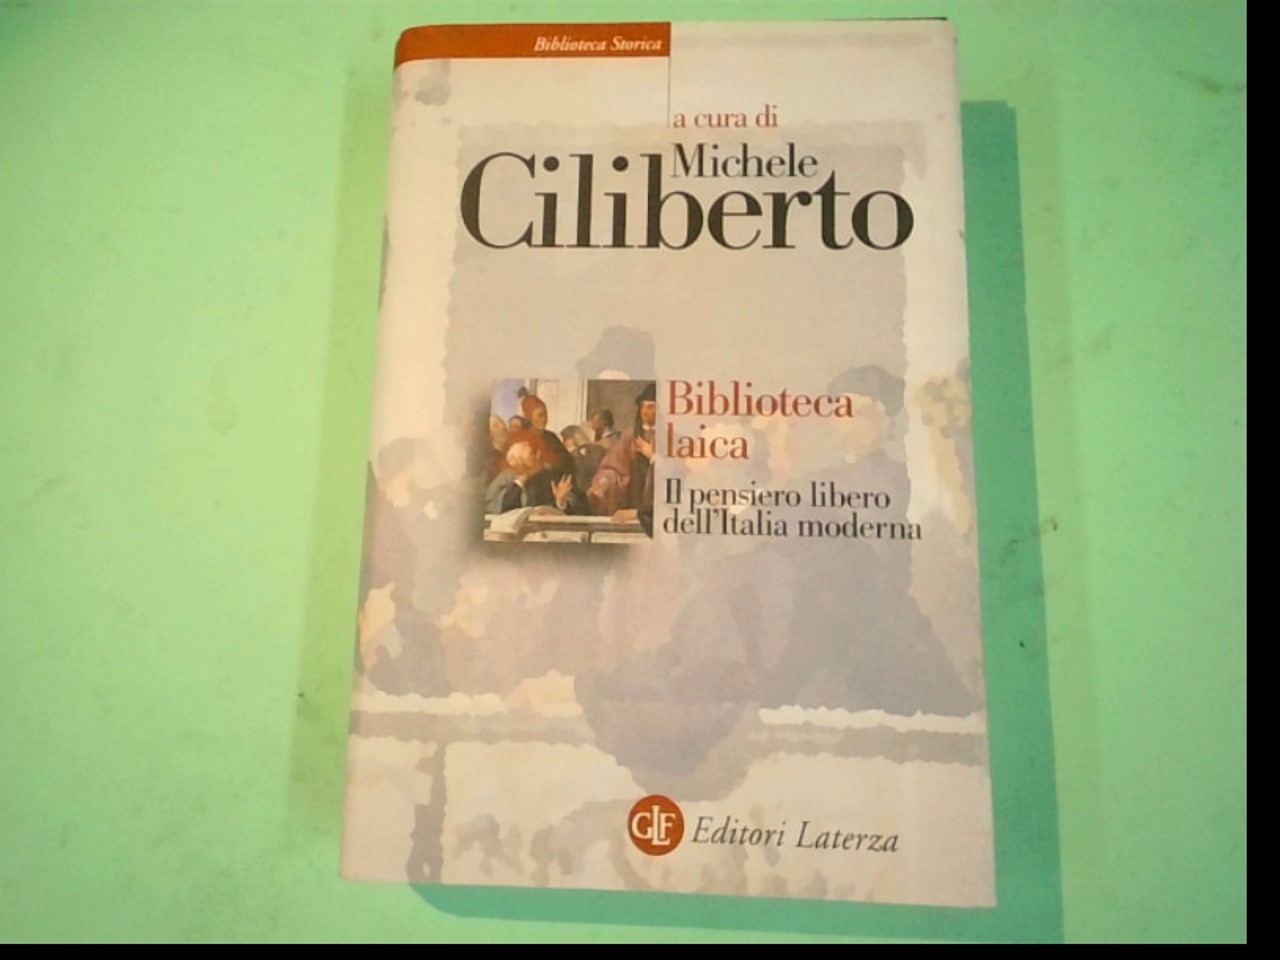 Biblioteca Storica
a cura di
Michele
Ciliberto
Biblioteca
laica
Il pensiero libero
dell'Italia moderna
GLF Editori Laterza